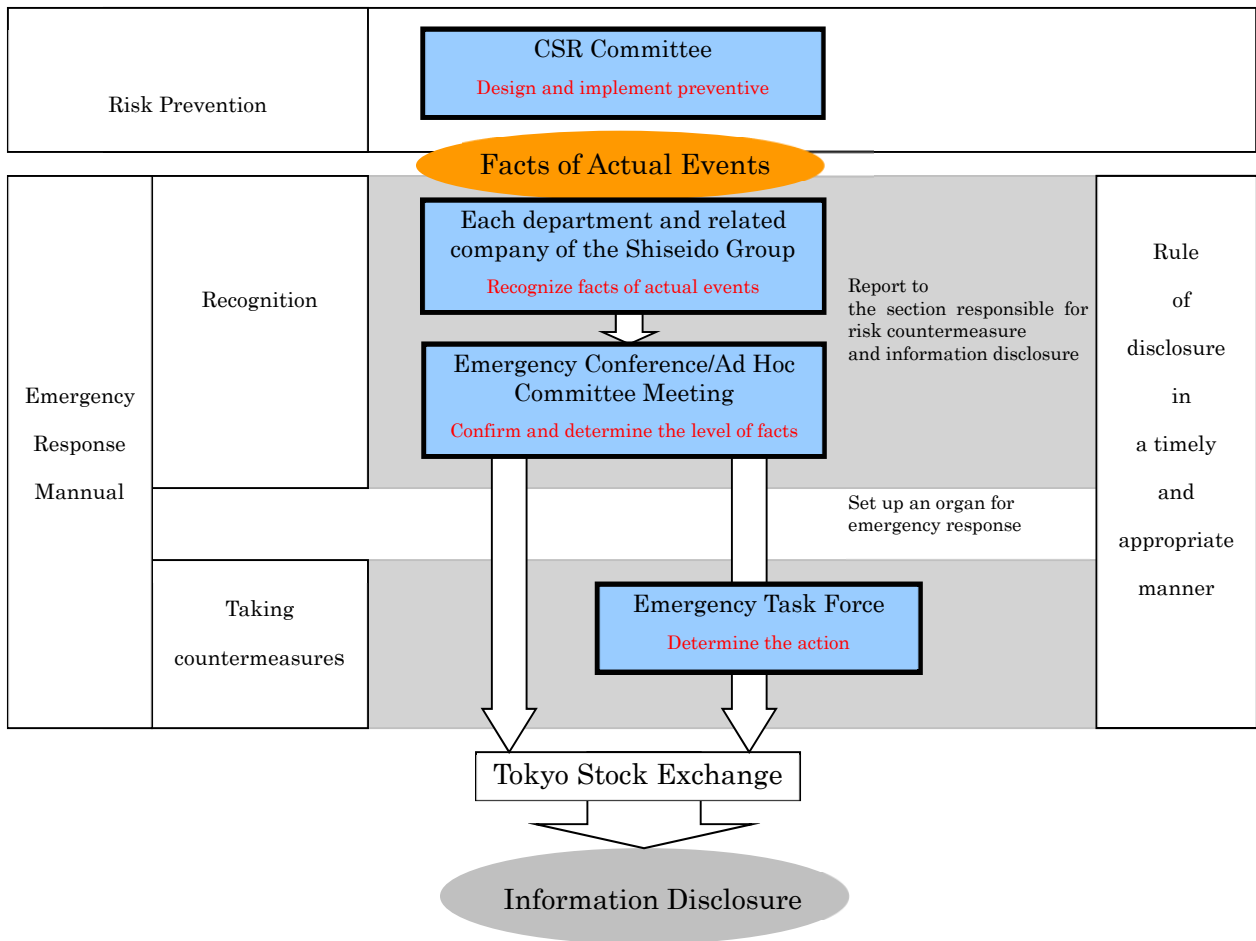 CSR Committee
Design and implement preventive
Risk Prevention
Facts of Actual Events
Each department and related
company of the Shiseido Group
Recognize facts of actual events
Recognition
Report to
the section responsible for
risk countermeasure
and information disclosure
Emergency Conference/Ad Hoc
Committee Meeting
Confirm and determine the level of facts
Emergency
Response
Mannual
Rule
of
disclosure
in
a timely
and
appropriate
manner
Set up an organ for
emergency response
Taking
countermeasures
Emergency Task Force
Determine the action
Tokyo Stock Exchange
Information Disclosure